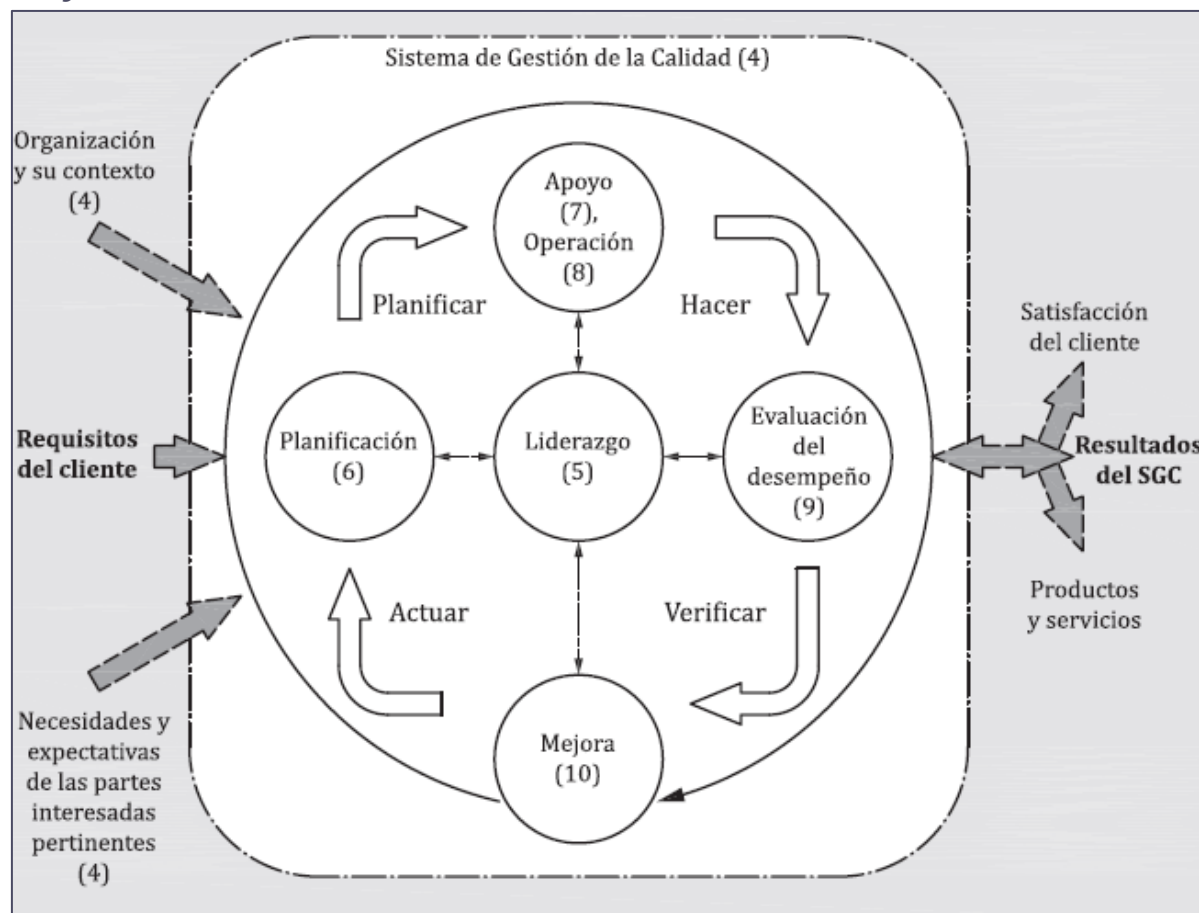 Sistema de Gestión de la Calidad (4)
Organización
y su contexto
(4)
Requisitos
del cliente
Necesidades y
expectativas
de las partes
interesadas
pertinentes
(4)
Apoyo
(7),
Operación
(8)
Planificar
Hacer
Planificación
(6)
Liderazgo
(5)
Evaluación
del
desempeño
(9)
Actuar
Verificar
Mejora
(10)
Satisfacción
del cliente
Resultados
del SGC
Productos
y servicios